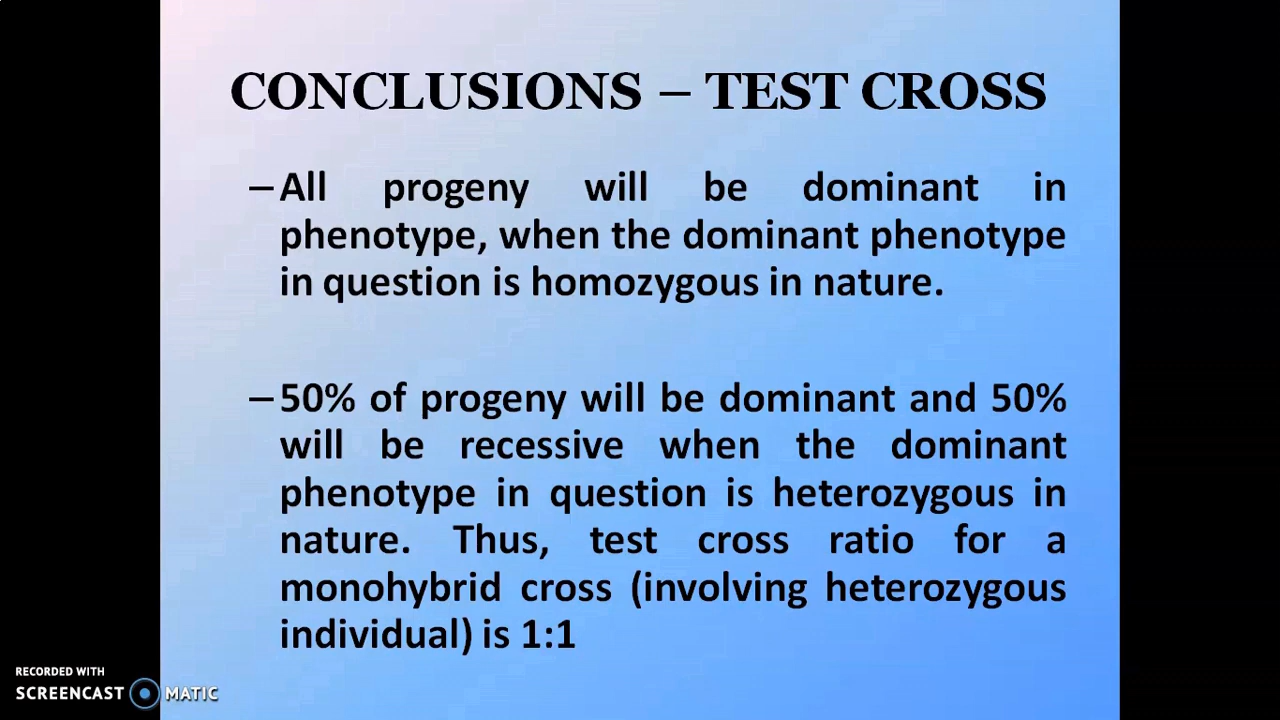 CONCLUSIONS – TEST CROSS
– All progeny will be dominant in
phenotype, when the dominant phenotype
in question is homozygous in nature.
– 50% of progeny will be dominant and 50%
will be recessive when the dominant
phenotype in question is heterozygous in
nature. Thus, test cross ratio for a
monohybrid cross (involving heterozygous
individual) is 1:1
RECORDED WITH
SCREENCAST MATIC